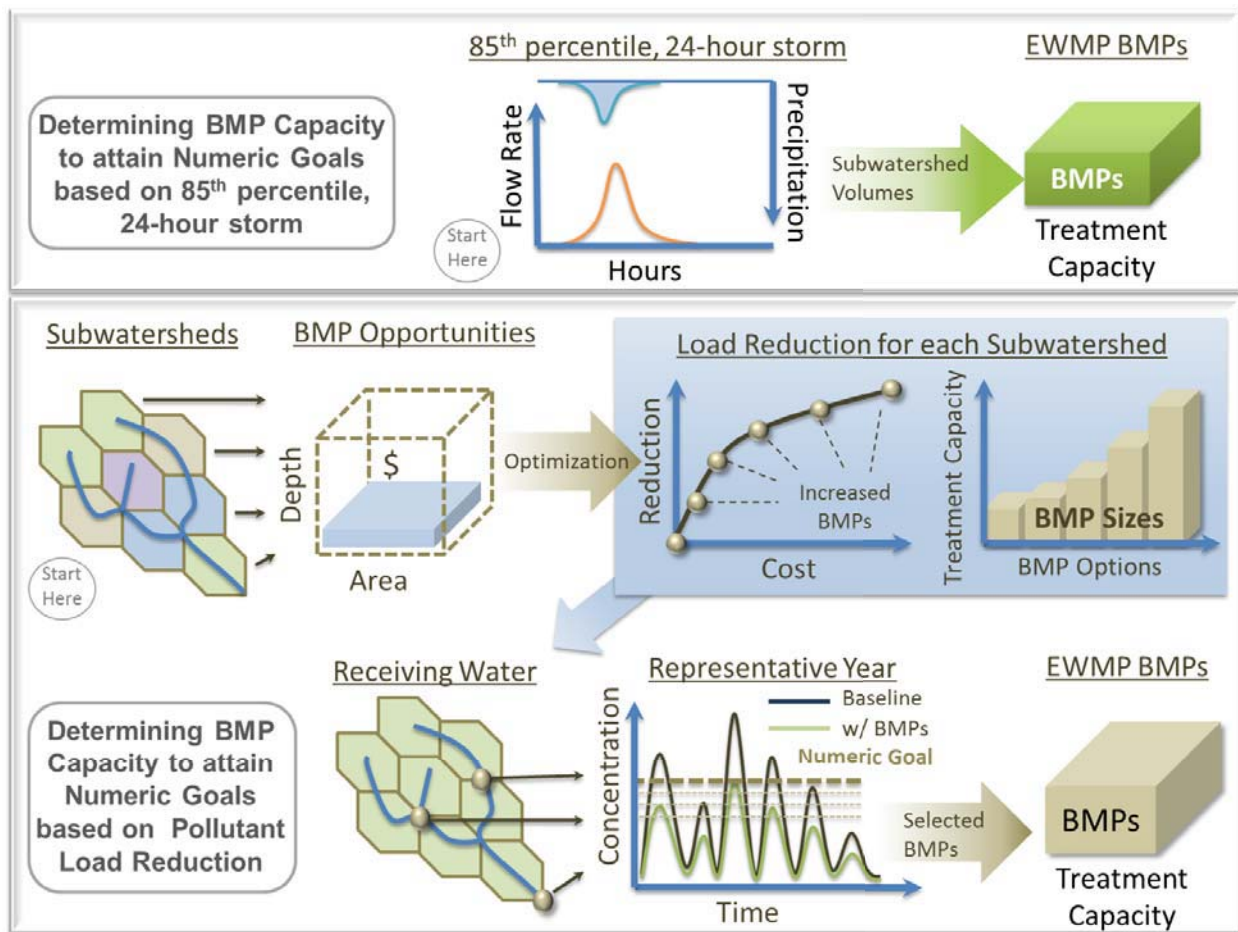 85th percentile, 24-hour storm
EWMP BMPs
Determining BMP Capacity
to attain Numeric Goals
based on 85th percentile,
24-hour storm
Flow Rate
Precipitation
Hours
Start
Here
Subwatershed
Volumes
BMPs
Treatment
Capacity
Subwatersheds
BMP Opportunities
Load Reduction for each Subwatershed
Start
Here
Depth
$
Area
Optimization
Reduction
Increased
BMPs
Cost
Treatment Capacity
BMP Sizes
BMP Options
Receiving Water
Representative Year
EWMP BMPs
Determining BMP
Capacity to attain
Numeric Goals
based on Pollutant
Load Reduction
Concentration
Baseline
w/ BMPs
Numeric Goal
Time
Selected
BMPs
BMPs
Treatment
Capacity